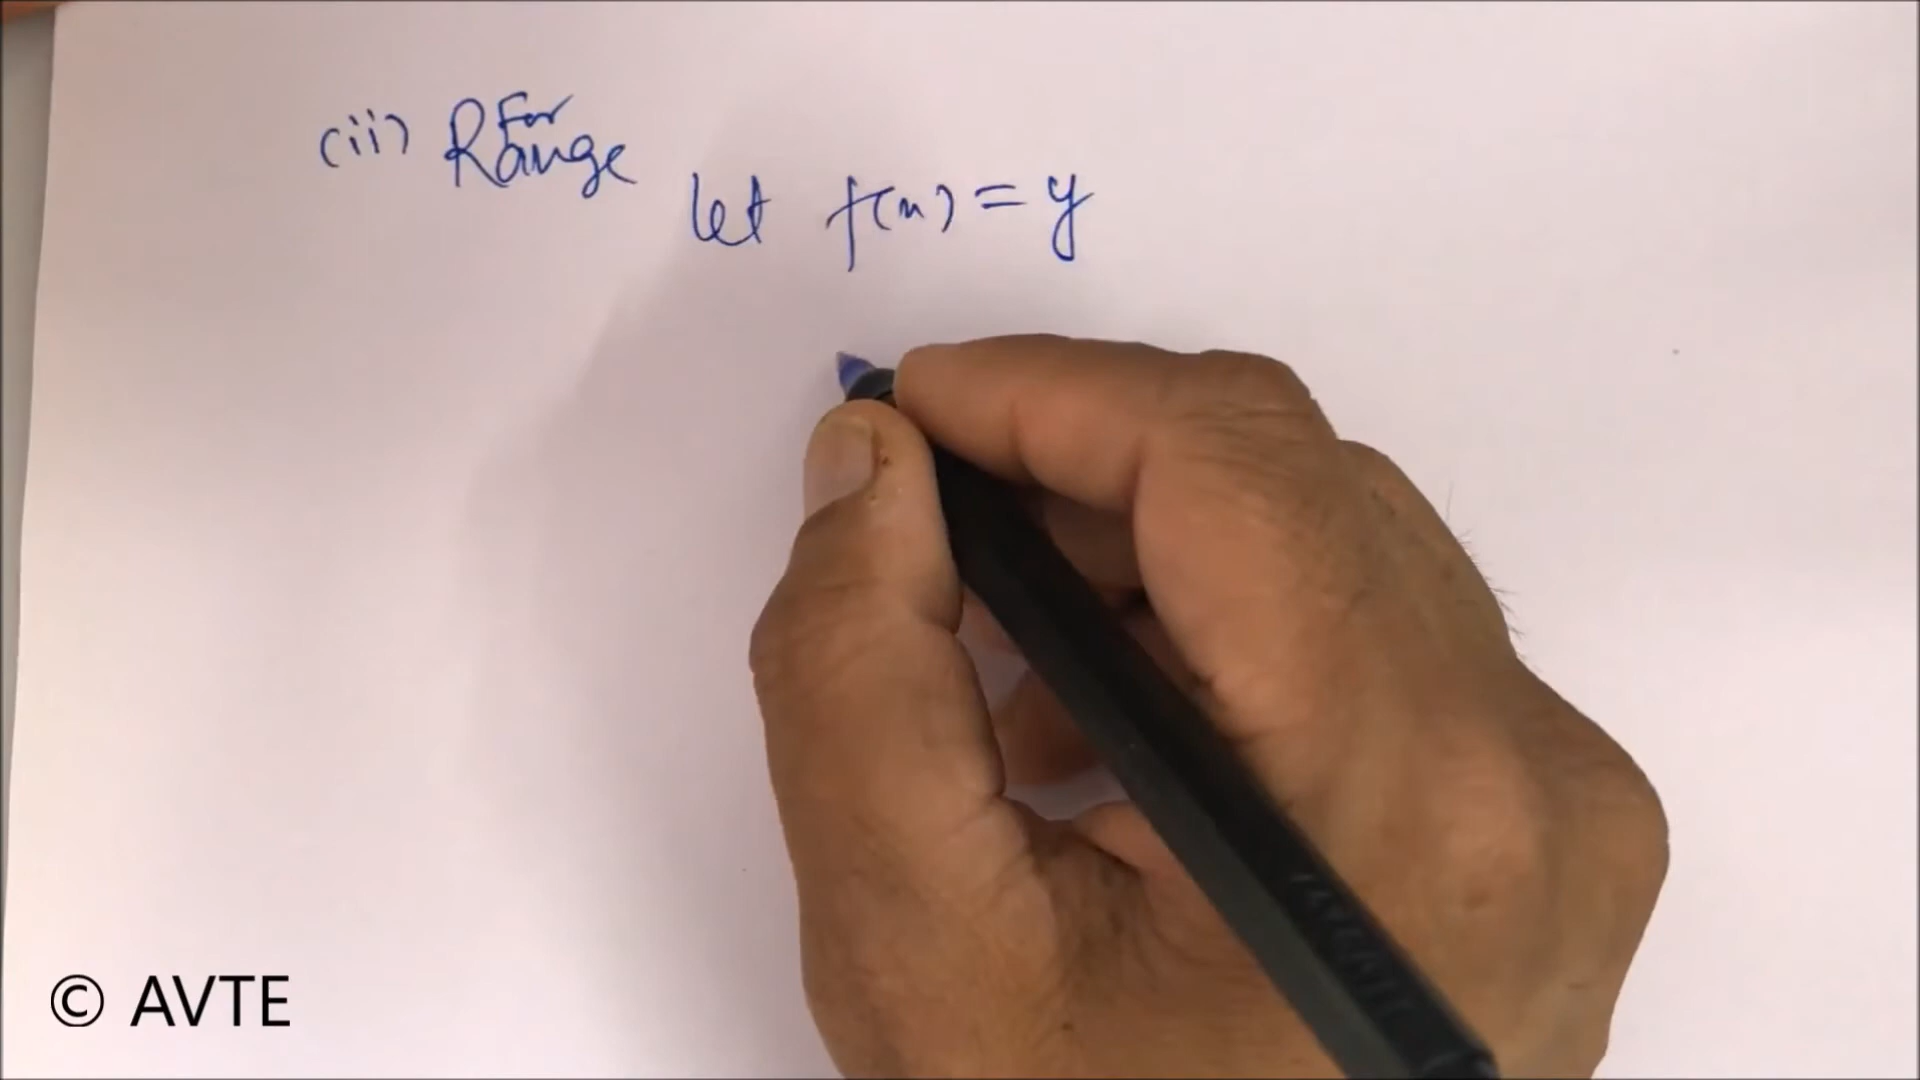 (ii) For Range
let f(x) = y
© AVTE